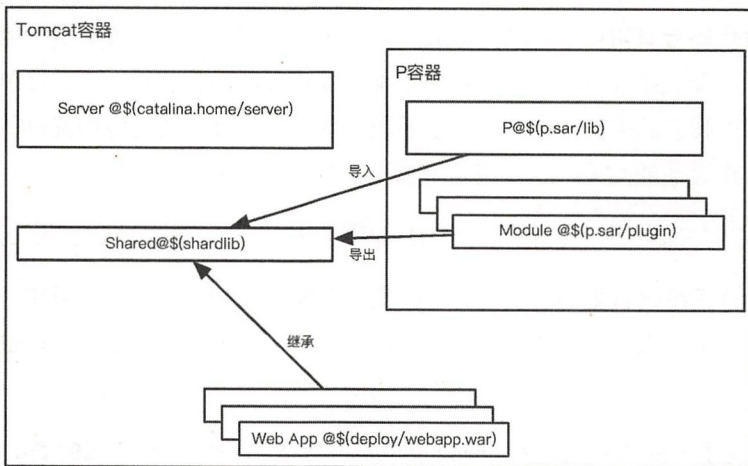 Tomcat容器
P容器
Server @$(catalina.home/server)
P@$(p.sar/lib)
导入
Module @$(p.sar/plugin)
Shared@$(shardlib)
导出
继承
Web App @$(deploy/webapp.war)